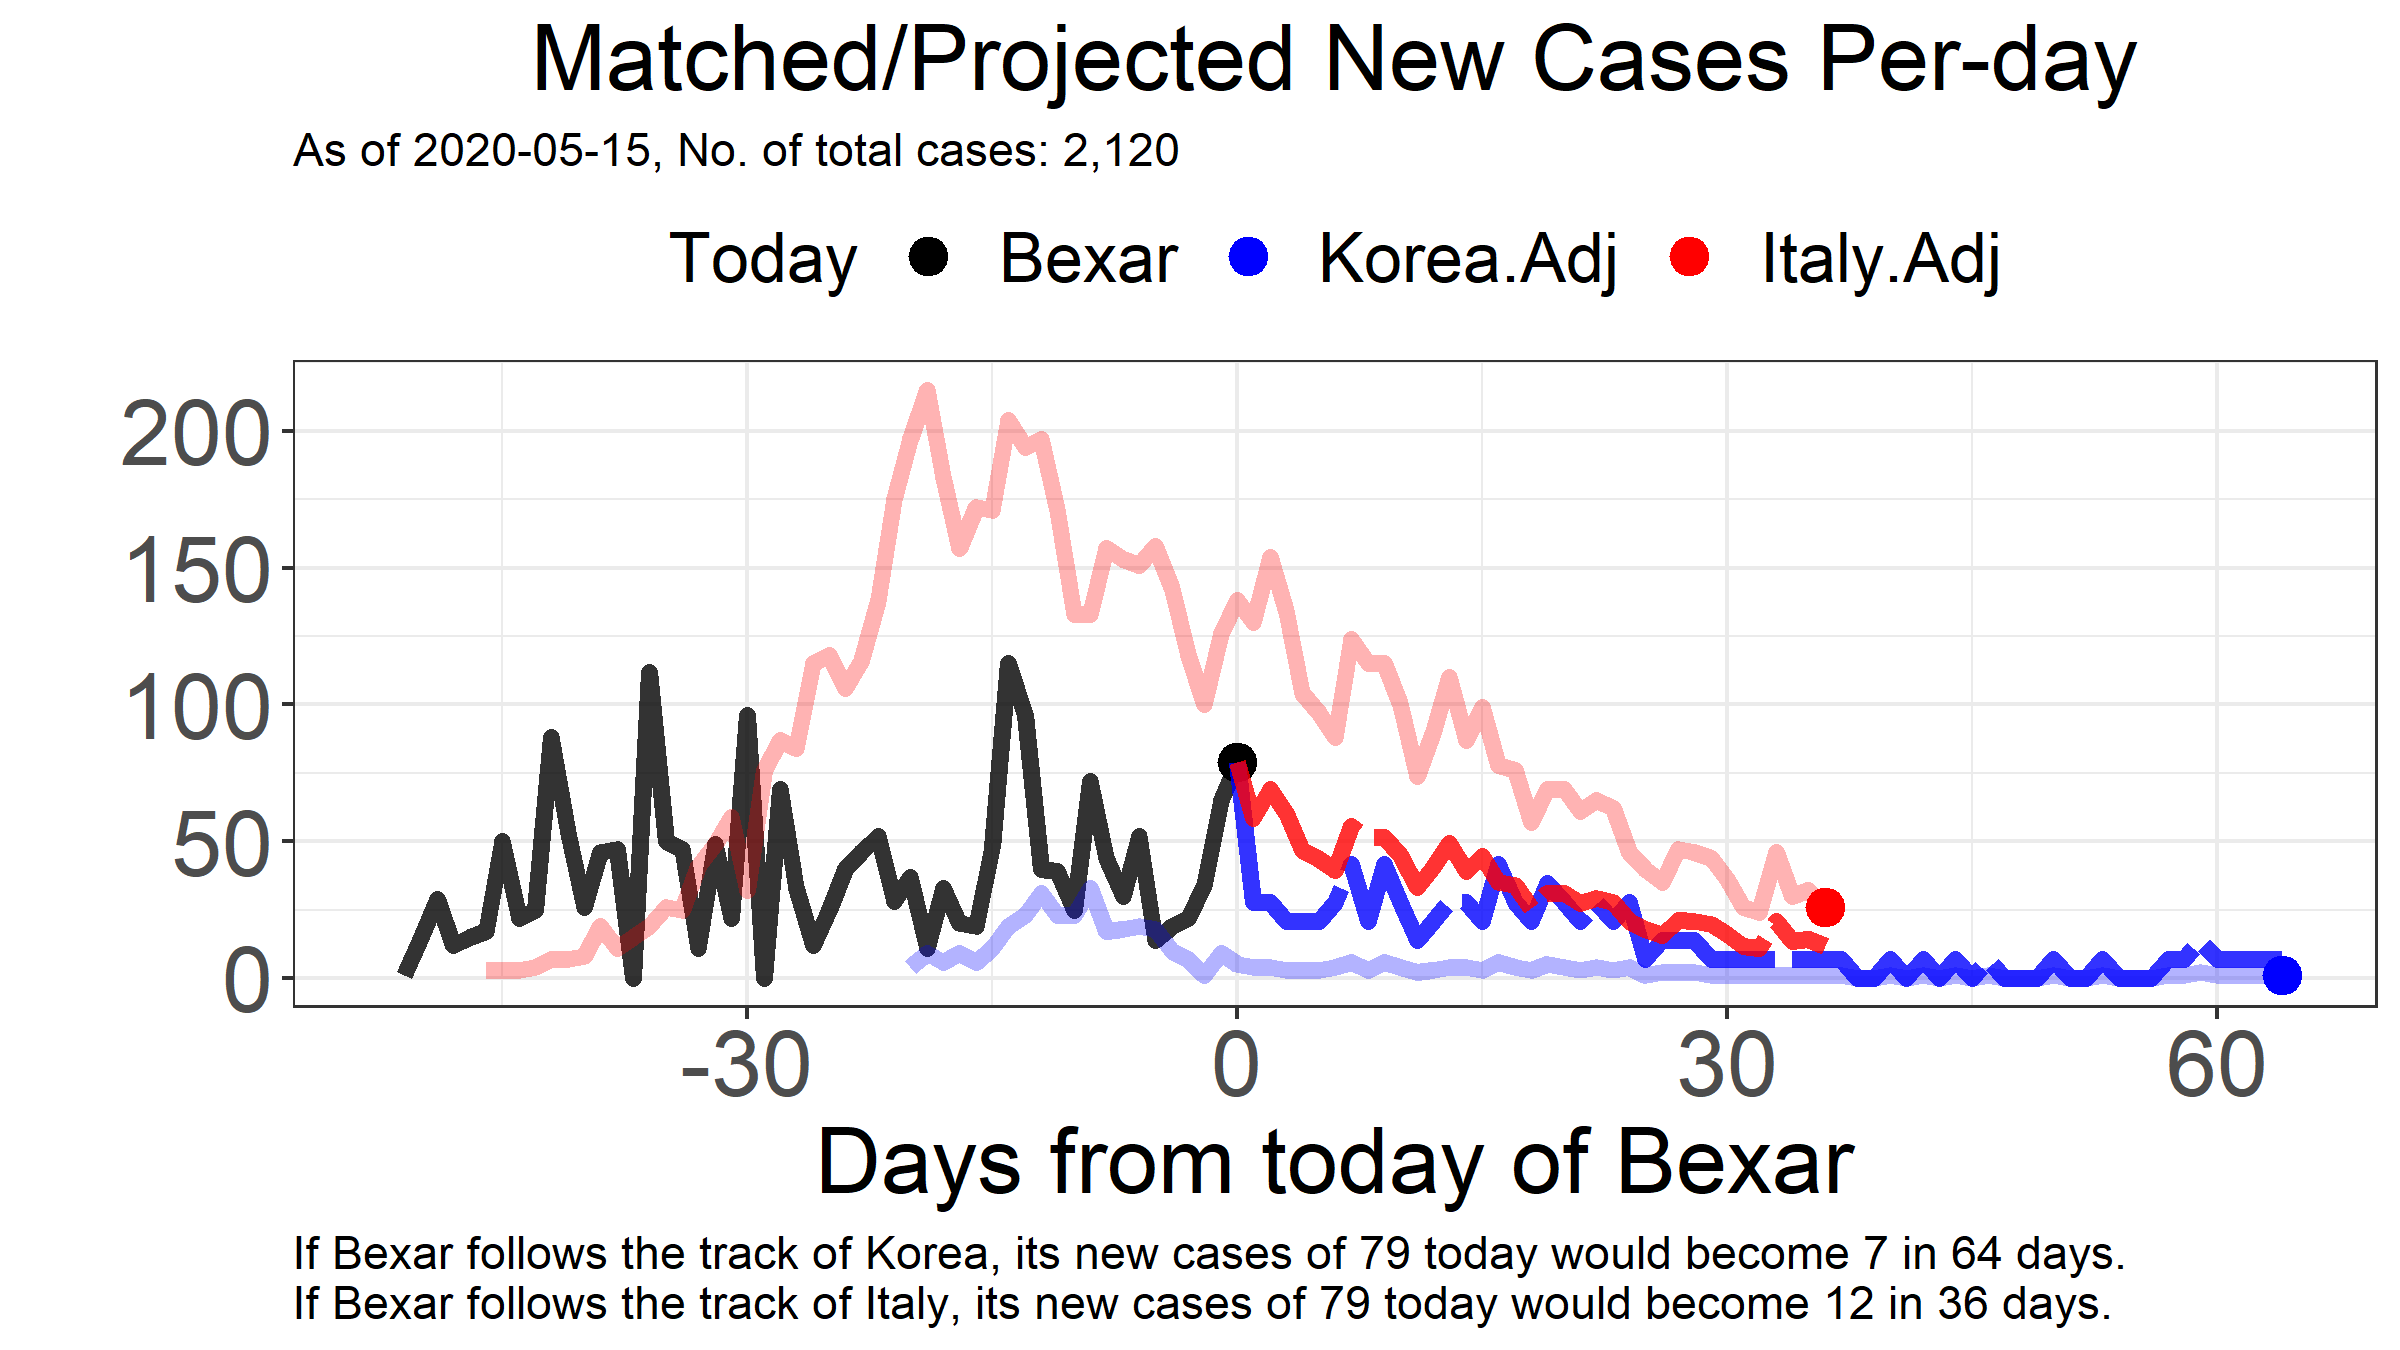 Matched/Projected New Cases Per-day
As of 2020-05-15, No. of total cases: 2,120
Today Bexar Korea.Adj Italy.Adj
200
150
100
50
0
-30 0 30 60
Days from today of Bexar
If Bexar follows the track of Korea, its new cases of 79 today would become 7 in 64 days.
If Bexar follows the track of Italy, its new cases of 79 today would become 12 in 36 days.